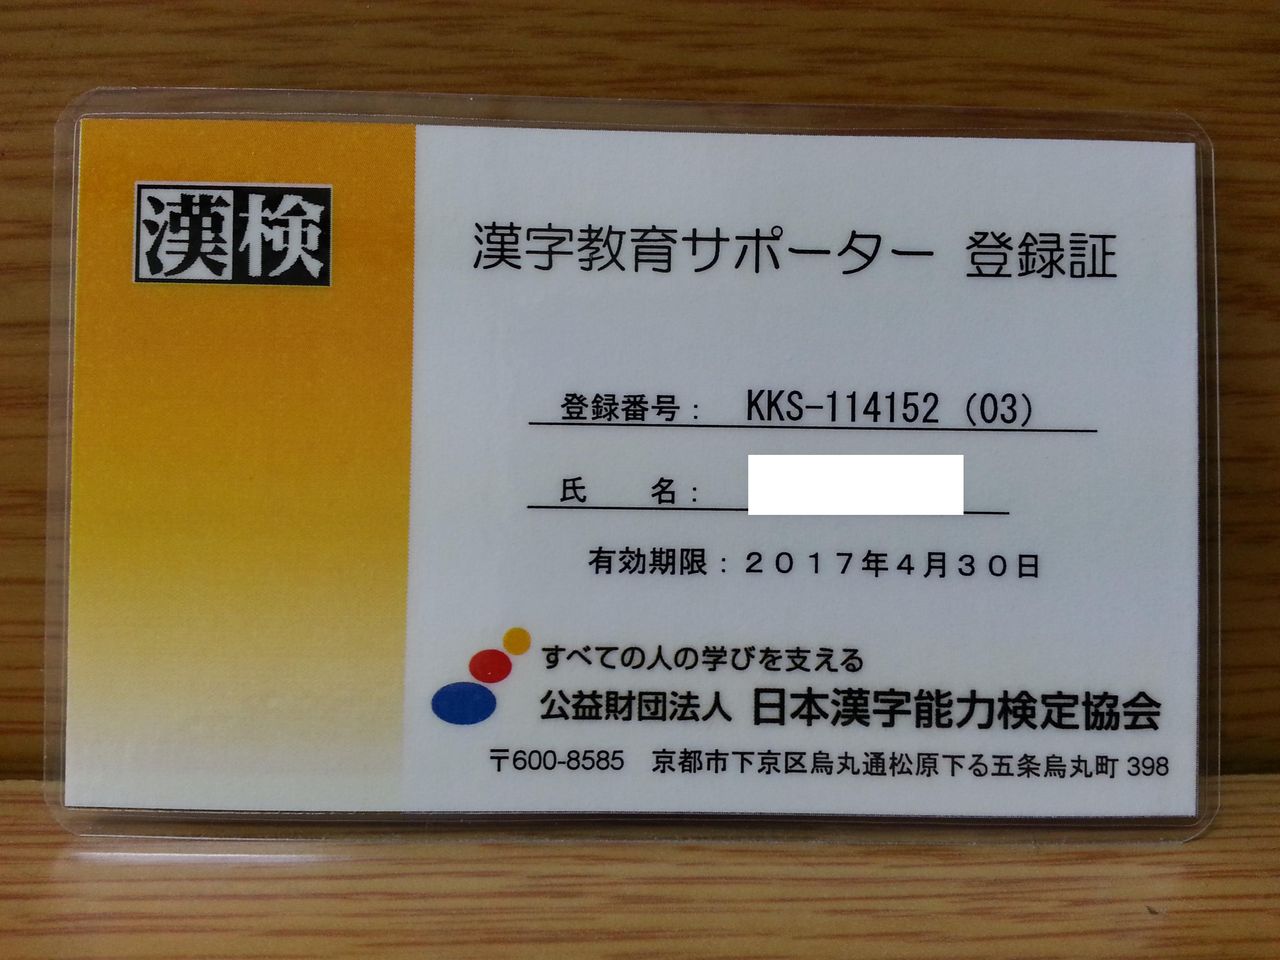 漢検
漢字教育サポーター 登録証
登録番号： KKS-114152 (03)
氏　　名：
有効期限：２０１７年４月３０日
すべての人の学びを支える
公益財団法人 日本漢字能力検定協会
〒600-8585　京都市下京区烏丸通松原下る五条烏丸町 398